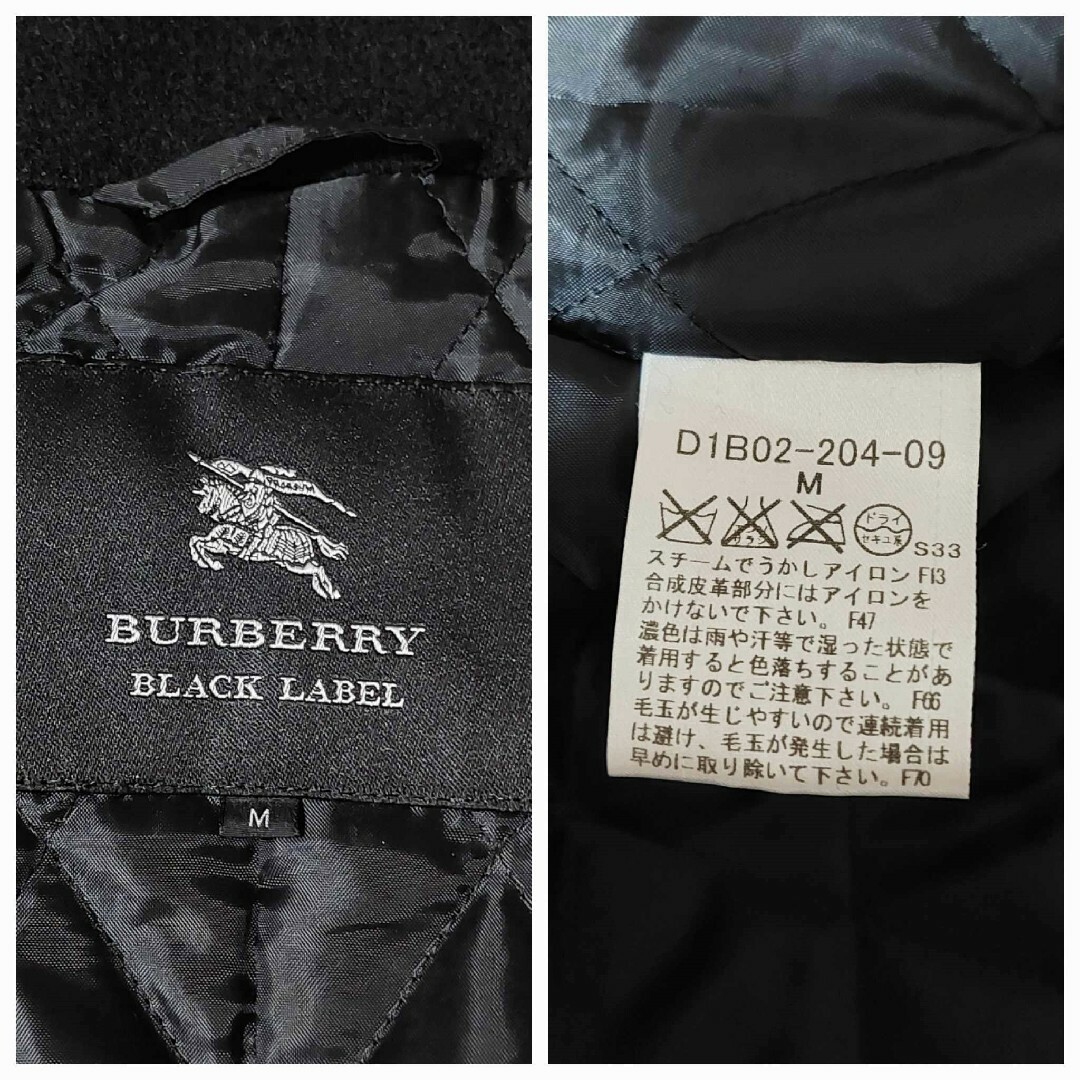 BURBERRY
BLACK LABEL
M
D1B02-204-09
M
ドライ
セキユ系
S33
スチームでうかしアイロン F13
合成皮革部分にはアイロンを
かけないで下さい。 F47
濃色は雨や汗等で湿った状態で
着用すると色落ちすることがあ
りますのでご注意下さい。 F66
毛玉が生じやすいので連続着用
は避け、毛玉が発生した場合は
早めに取り除いて下さい。F70